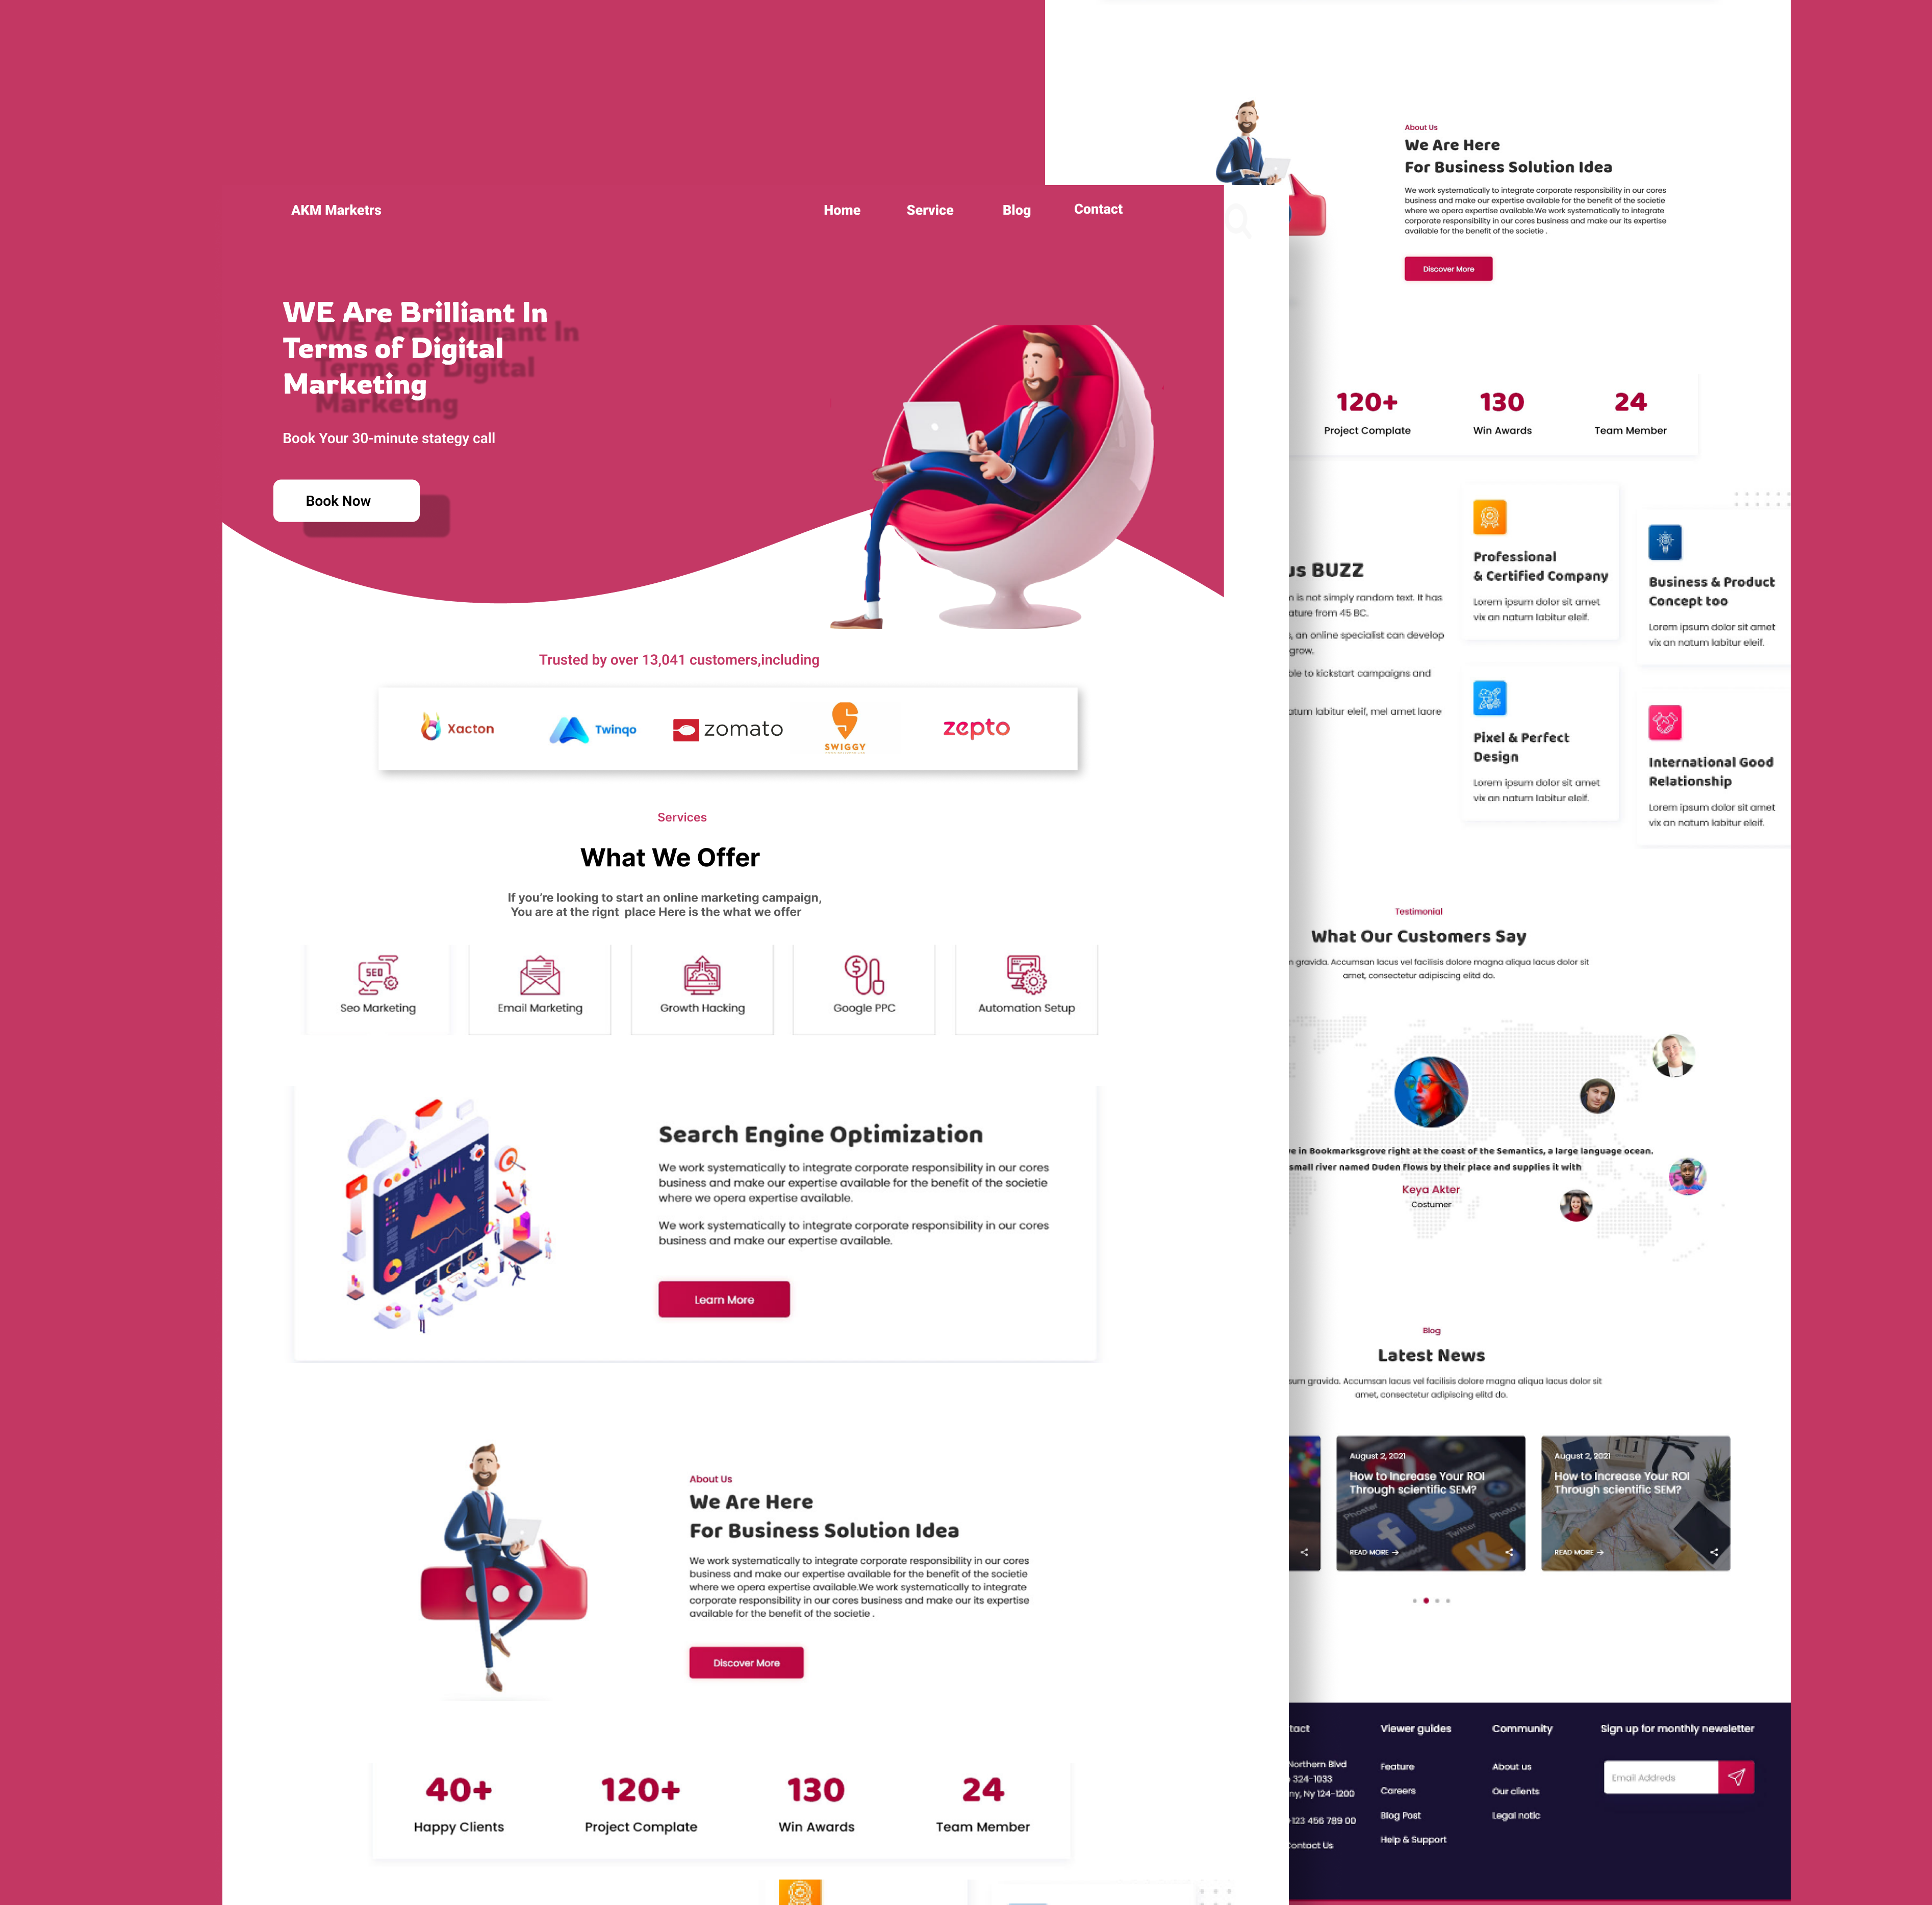 AKM Marketrs
Home
Service
Blog
Contact
WE Are Brilliant In
Terms of Digital
Marketing
Book Your 30-minute stategy call
Book Now
Trusted by over 13,041 customers,including
Xacton
Twinqo
zomato
SWIGGY
zepto
Services
What We Offer
If you're looking to start an online marketing campaign,
You are at the rignt place Here is the what we offer
SEO
Seo Marketing
Email Marketing
Growth Hacking
Google PPC
Automation Setup
Search Engine Optimization
We work systematically to integrate corporate responsibility in our cores
business and make our expertise available for the benefit of the societie
where we opera expertise available.
We work systematically to integrate corporate responsibility in our cores
business and make our expertise available.
Learn More
About Us
We Are Here
For Business Solution Idea
We work systematically to integrate corporate responsibility in our cores
business and make our expertise available for the benefit of the societie
where we opera expertise available.We work systematically to integrate
corporate responsibility in our cores business and make our its expertise
available for the benefit of the societie .
Discover More
40+
Happy Clients
120+
Project Complate
130
Win Awards
24
Team Member
About Us
We Are Here
For Business Solution Idea
We work systematically to integrate corporate responsibility in our cores
business and make our expertise available for the benefit of the societie
where we opera expertise available.We work systematically to integrate
corporate responsibility in our cores business and make our its expertise
available for the benefit of the societie .
Discover More
120+
Project Complate
130
Win Awards
24
Team Member
us BUZZ
is not simply random text. It has
ature from 45 BC.
, an online specialist can develop
grow.
ble to kickstart campaigns and
atum labitur eleif, mel amet laore
Professional
& Certified Company
Lorem ipsum dolor sit amet
vix an natum labitur eleif.
Business & Product
Concept too
Lorem ipsum dolor sit amet
vix an natum labitur eleif.
Pixel & Perfect
Design
Lorem ipsum dolor sit amet
vix an natum labitur eleif.
International Good
Relationship
Lorem ipsum dolor sit amet
vix an natum labitur eleif.
Testimonial
What Our Customers Say
gravida. Accumsan lacus vel facilisis dolore magna aliqua lacus dolor sit
amet, consectetur adipiscing elitd do.
ve in Bookmarksgrove right at the coast of the Semantics, a large language ocean.
small river named Duden flows by their place and supplies it with
Keya Akter
Costumer
Blog
Latest News
sum gravida. Accumsan lacus vel facilisis dolore magna aliqua lacus dolor sit
amet, consectetur adipiscing elitd do.
August 2, 2021
How to Increase Your ROI
Through scientific SEM?
READ MORE →
Twitter
August 2, 2021
How to Increase Your ROI
Through scientific SEM?
READ MORE →
tact
Northern Blvd
324-1033
ny, Ny 124-1200
+123 456 789 00
Contact Us
Viewer guides
Feature
Careers
Blog Post
Help & Support
Community
About us
Our clients
Legal notic
Sign up for monthly newsletter
Email Addreds